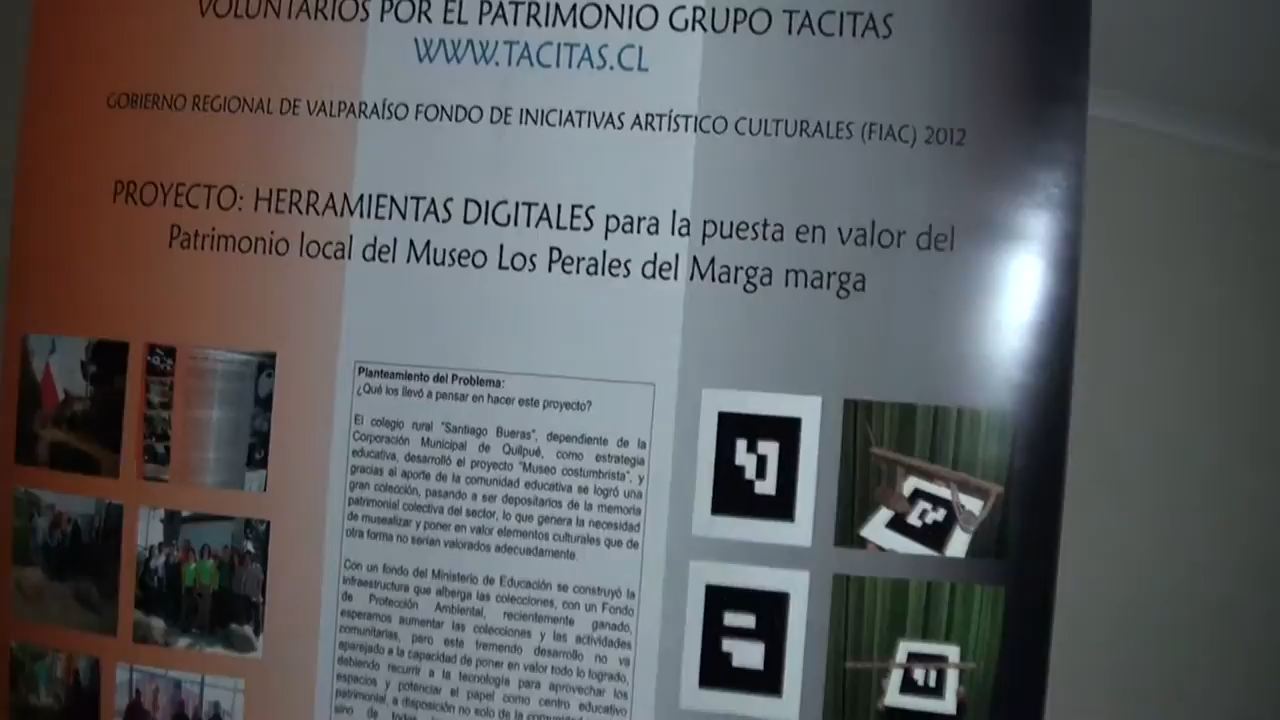 VOLUNTARIOS POR EL PATRIMONIO GRUPO TACITAS
WWW.TACITAS.CL
GOBIERNO REGIONAL DE VALPARAÍSO FONDO DE INICIATIVAS ARTÍSTICO CULTURALES (FIAC) 2012
PROYECTO: HERRAMIENTAS DIGITALES para la puesta en valor del
Patrimonio local del Museo Los Perales del Marga marga
Planteamiento del Problema:
¿Qué los llevó a pensar en hacer este proyecto?
El colegio rural "Santiago Bueras", dependiente de la
Corporación Municipal de Quilpué, como estrategia
educativa, desarrolló el proyecto "Museo costumbrista", y
gracias al aporte de la comunidad educativa se logró una
gran colección, pasando a ser depositarios de la memoria
patrimonial colectiva del sector, lo que genera la necesidad
de musealizar y poner en valor elementos culturales que de
otra forma no serían valorados adecuadamente.
Con un fondo del Ministerio de Educación se construyó la
infraestructura que alberga las colecciones, con un Fondo
de Protección Ambiental, recientemente ganado,
esperamos aumentar las colecciones y las actividades
comunitarias, pero este tremendo desarrollo no va
aparejado a la capacidad de poner en valor todo lo logrado,
debiendo recurrir a la tecnología para aprovechar los
espacios y potenciar el papel como centro educativo
patrimonial, a disposición no solo de la
sino de